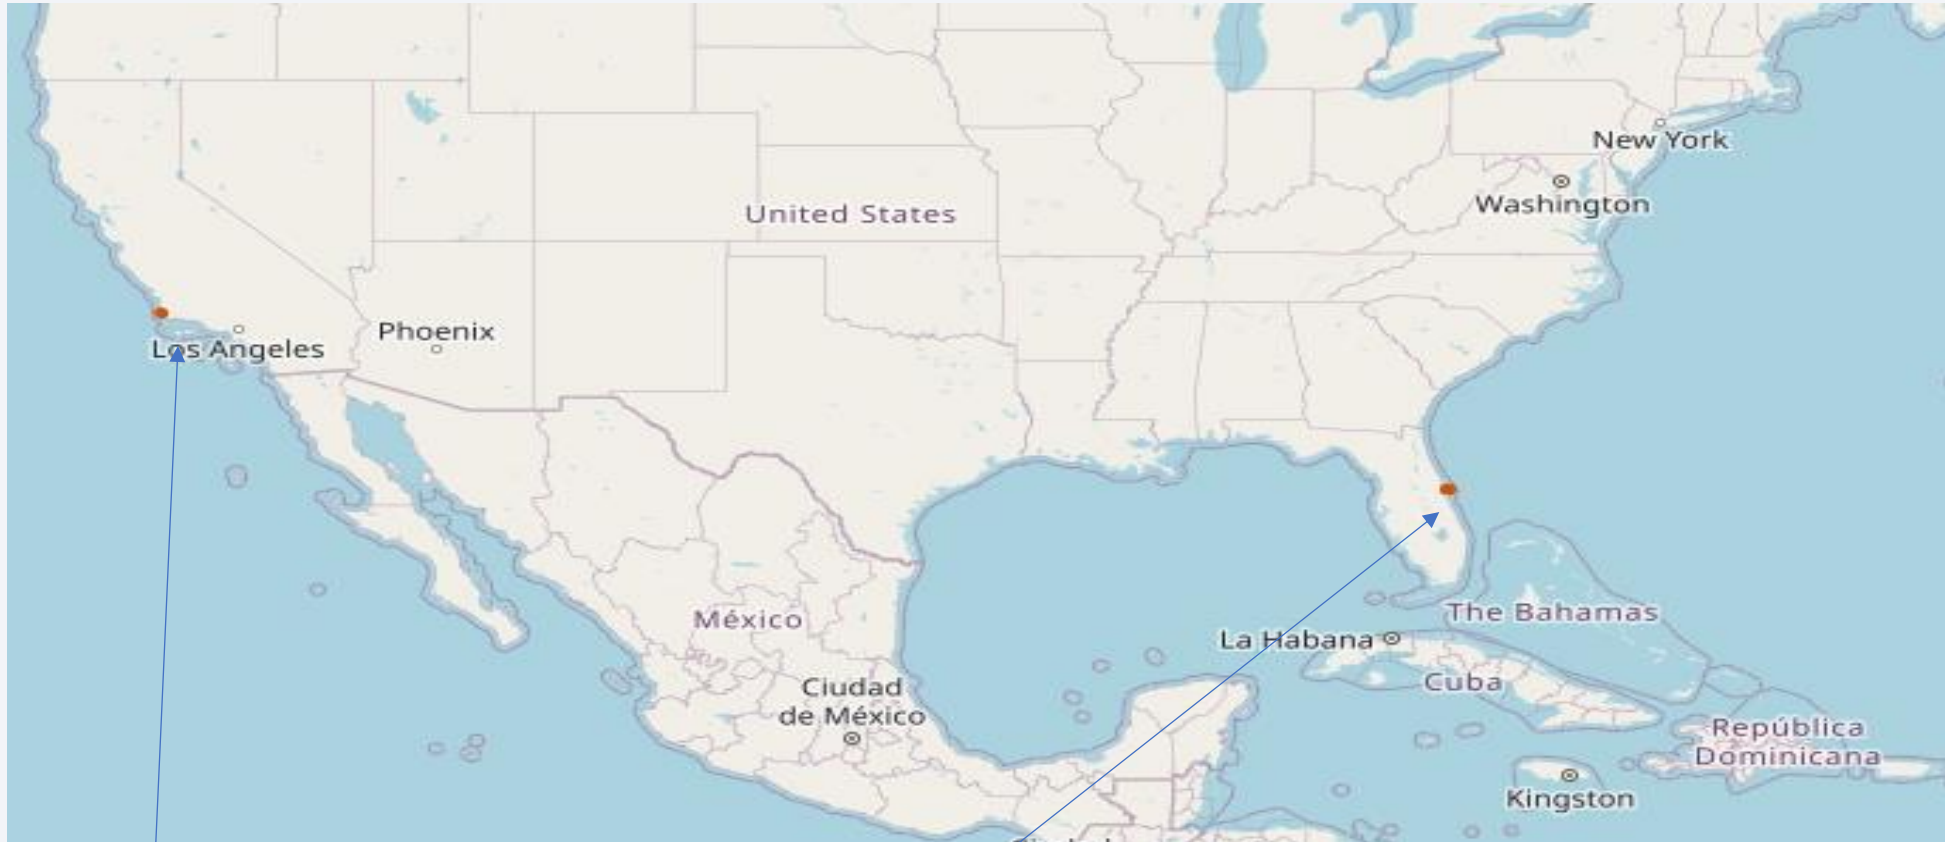 New York
Washington
United States
Phoenix
Los Angeles
México
The Bahamas
La Habana
Cuba
Ciudad
de México
República
Dominicana
Kingston